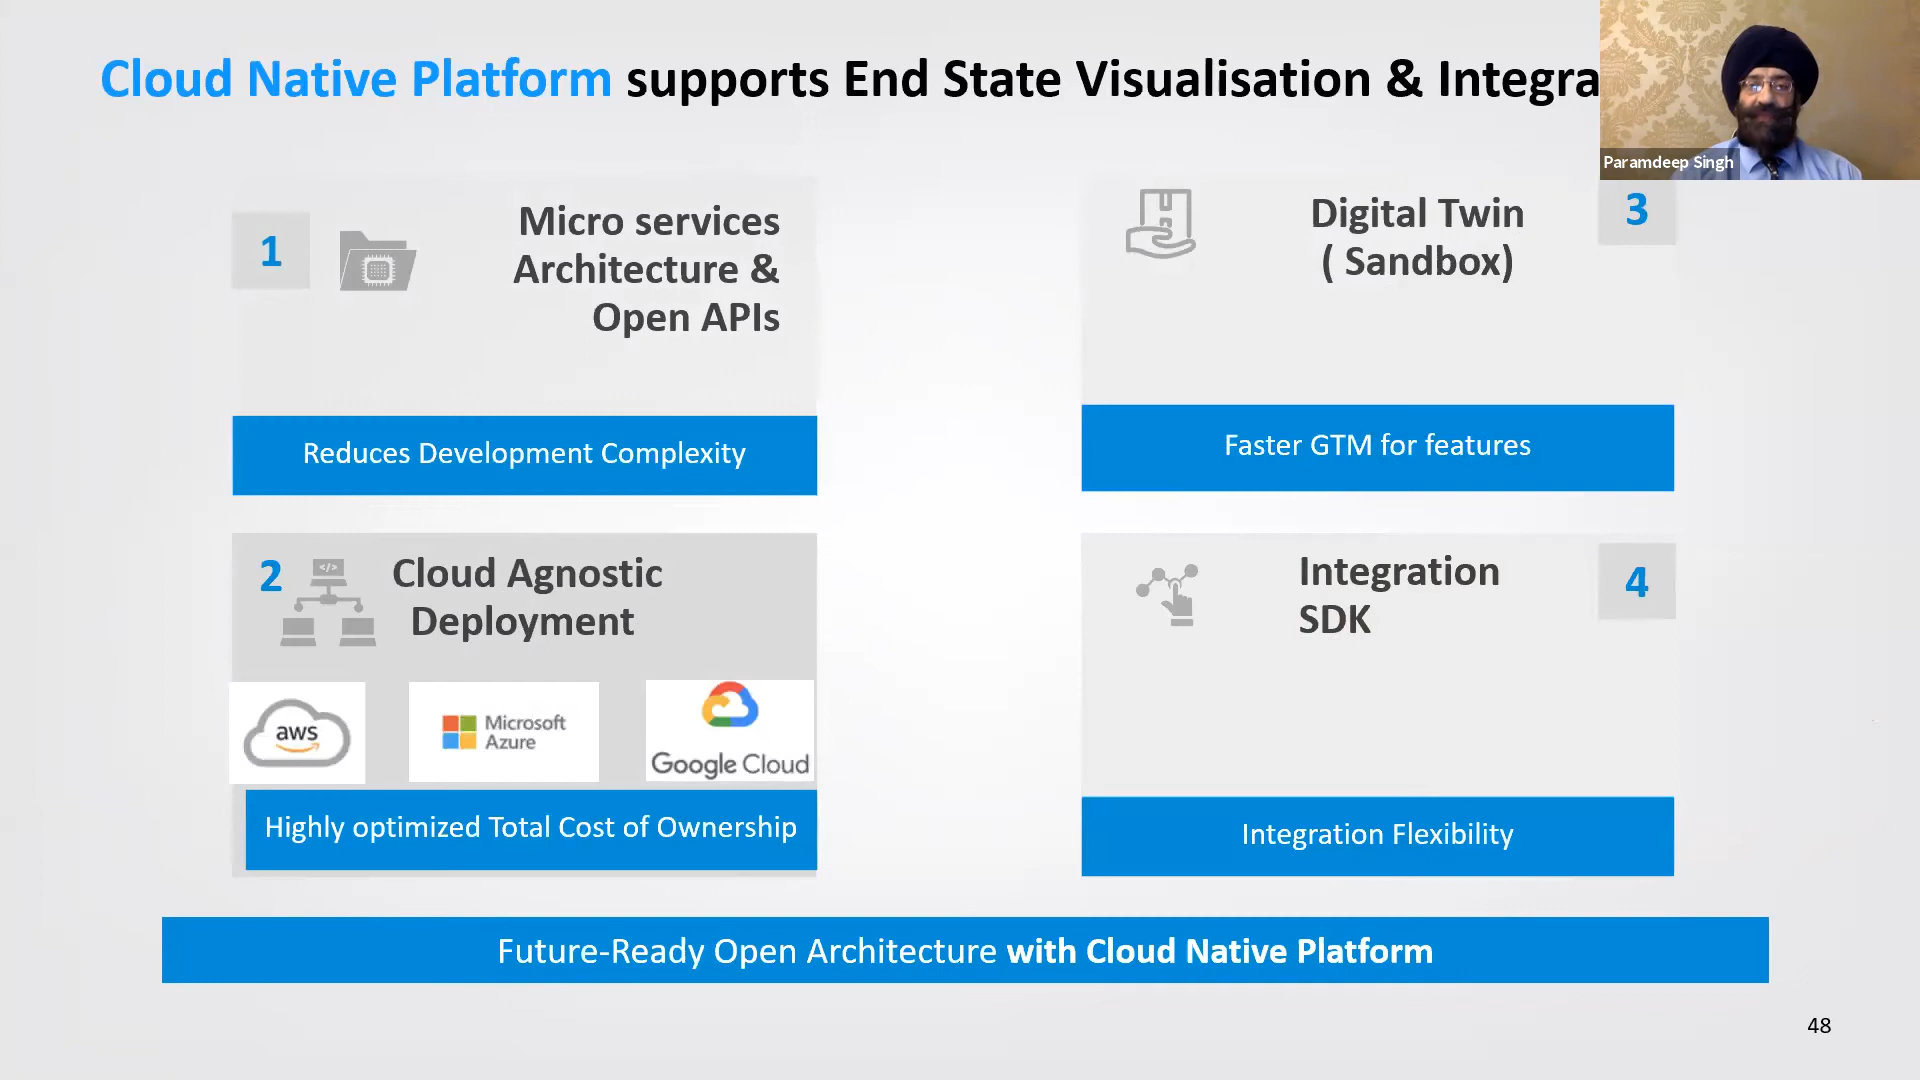 Cloud Native Platform supports End State Visualisation & Integra
Paramdeep Singh
1
Micro services
Architecture &
Open APIs
Reduces Development Complexity
2
</>
Cloud Agnostic
Deployment
aws
Microsoft
Azure
Google Cloud
Highly optimized Total Cost of Ownership
Digital Twin
( Sandbox)
3
Faster GTM for features
Integration
SDK
4
Integration Flexibility
Future-Ready Open Architecture with Cloud Native Platform
48